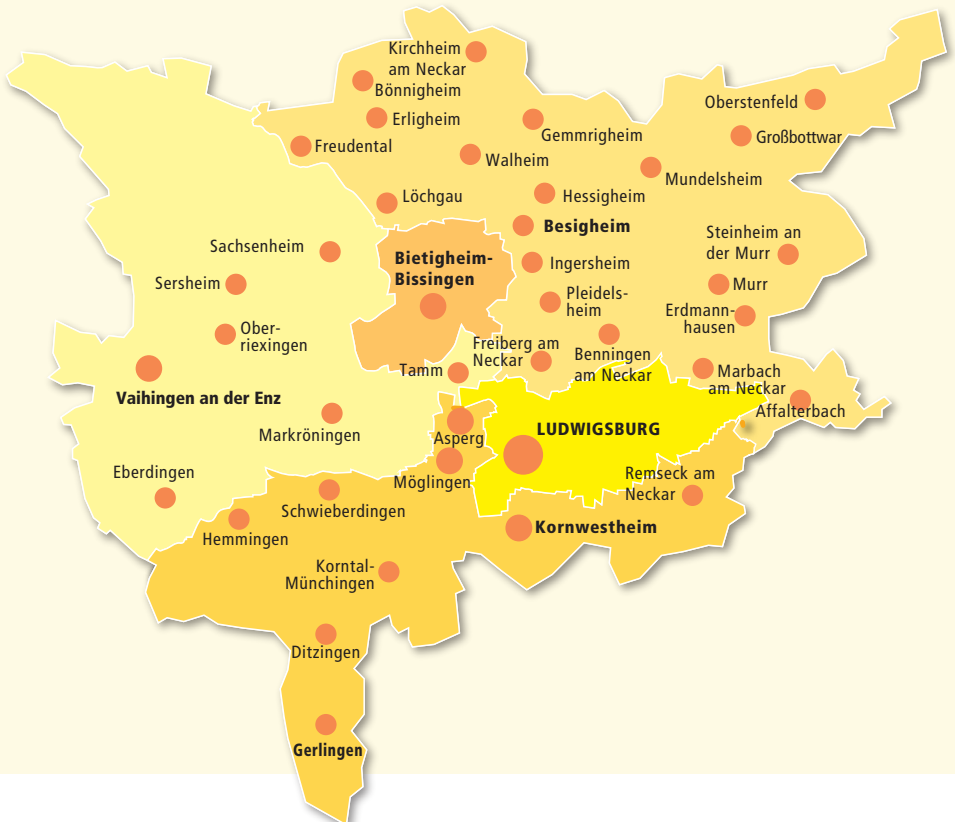 Kirchheim
am Neckar
Bönnigheim
Erligheim
Freudental
Gemmrigheim
Walheim
Oberstenfeld
Großbottwar
Mundelsheim
Löchgau
Hessigheim
Besigheim
Steinheim an
der Murr
Sachsenheim
Bietigheim-
Bissingen
Ingersheim
Sersheim
Murr
Pleidels-
heim
Erdmann-
hausen
Ober-
riexingen
Freiberg am
Neckar
Benningen
am Neckar
Tamm
Marbach
am Neckar
Vaihingen an der Enz
Affalterbach
Markröningen
Asperg
LUDWIGSBURG
Eberdingen
Möglingen
Remseck am
Neckar
Schwieberdingen
Hemmingen
Kornwestheim
Korntal-
Münchingen
Ditzingen
Gerlingen